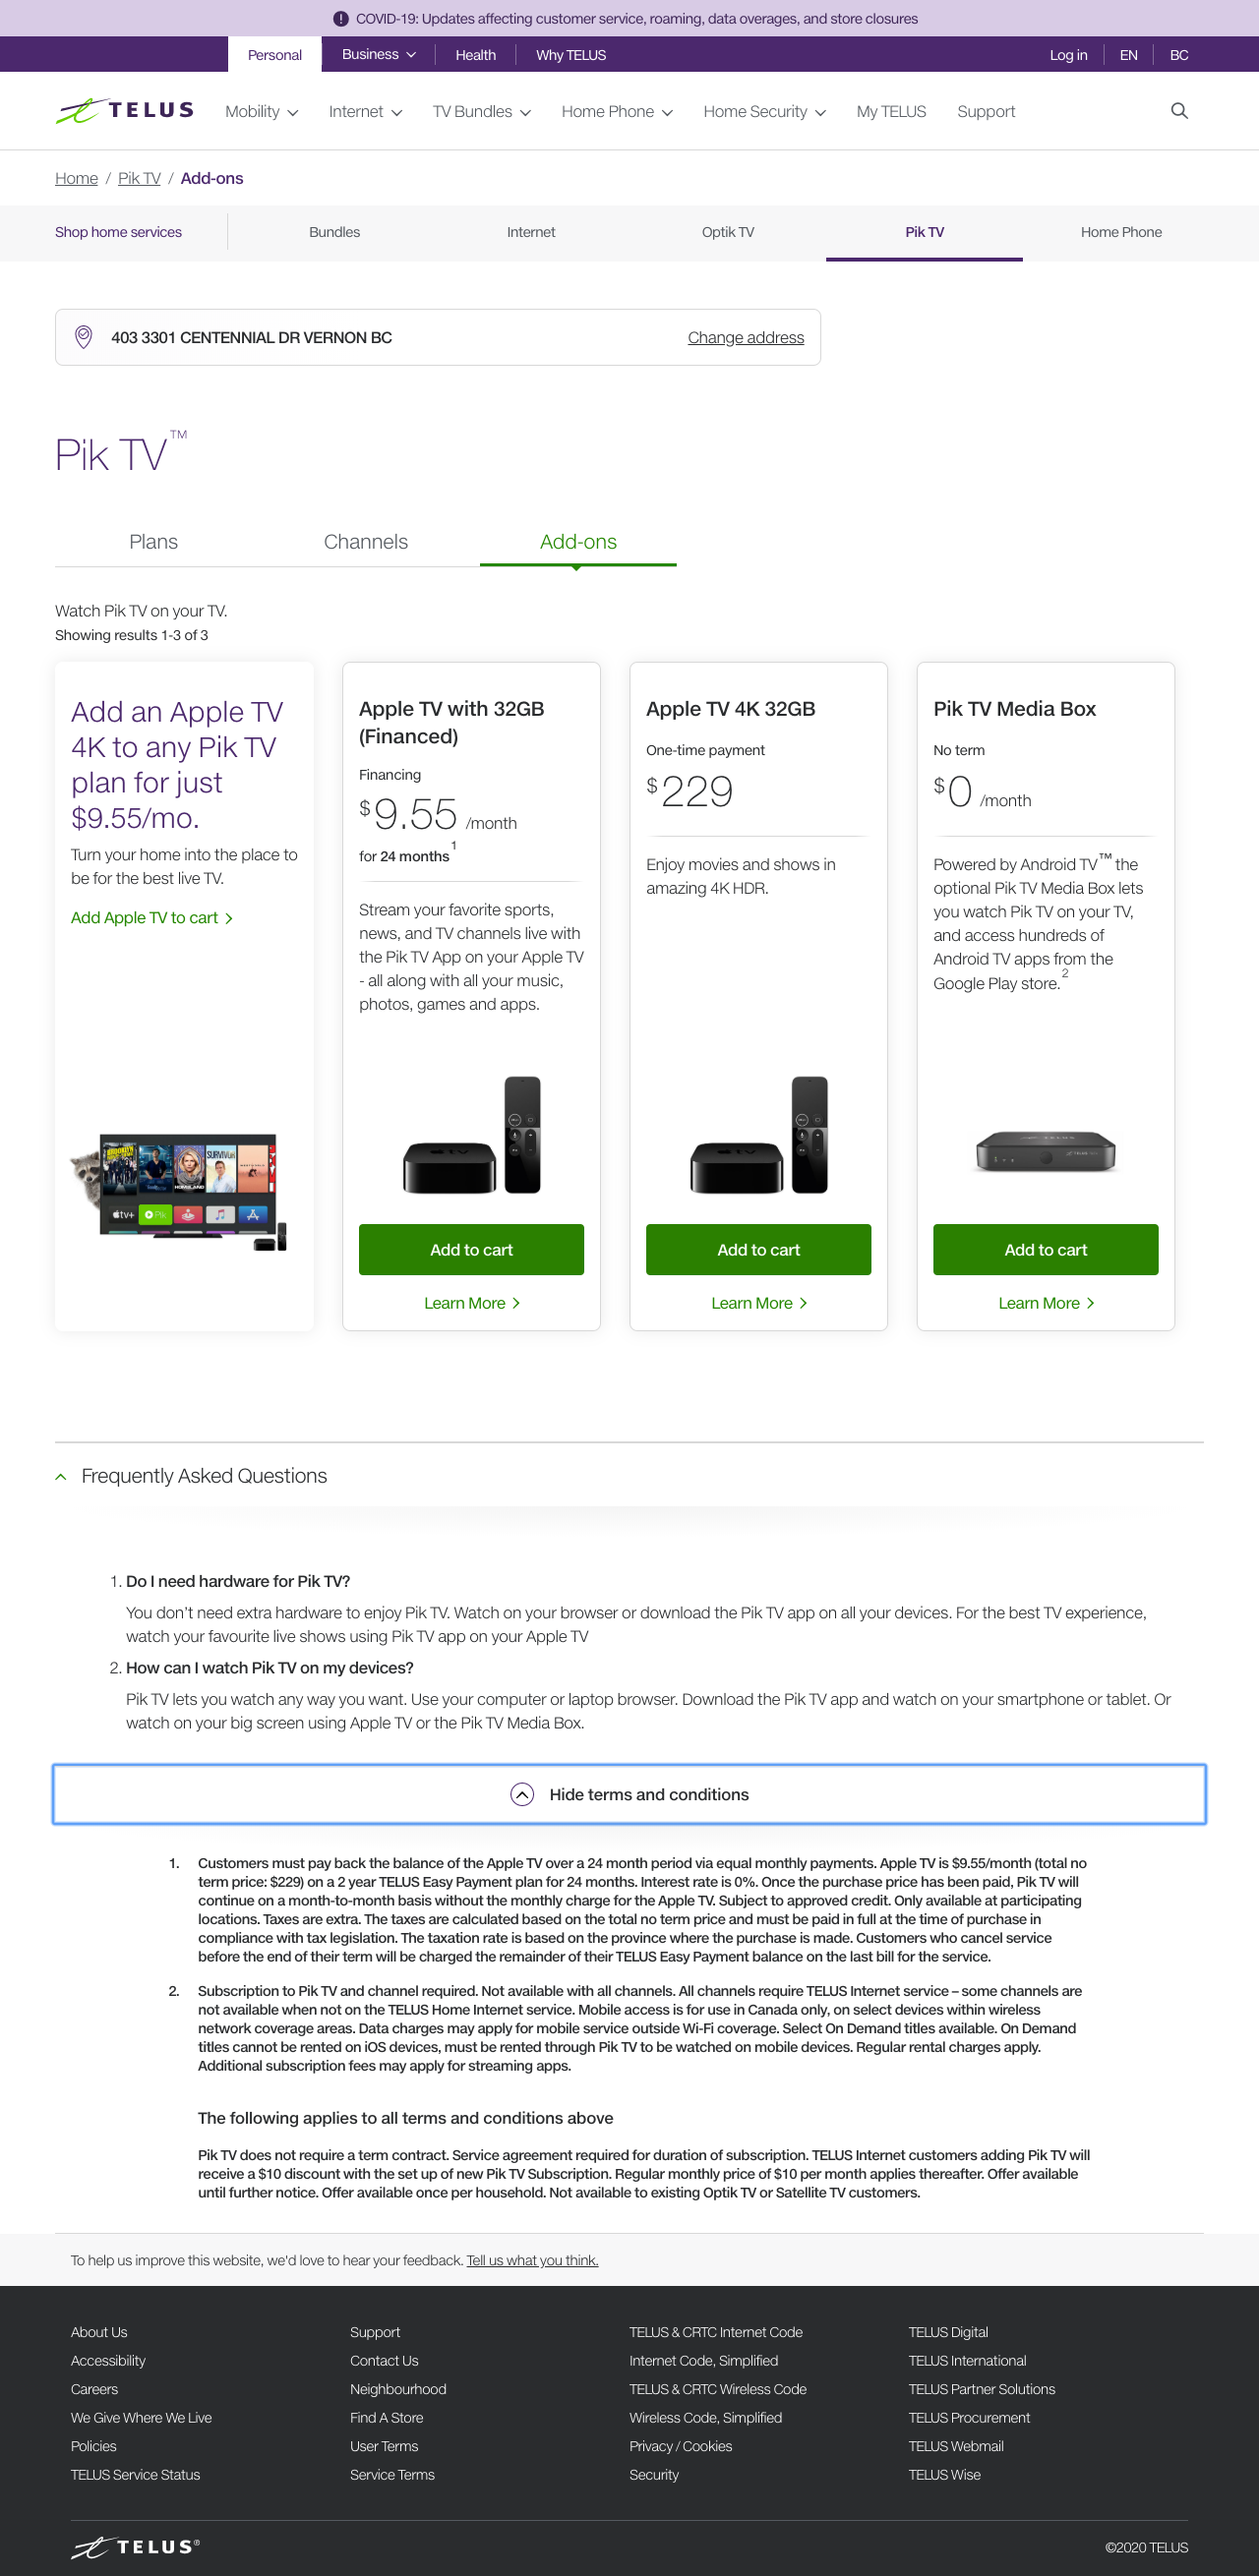 COVID-19: Updates affecting customer service, roaming, data overages, and store closures
Personal Business Health Why TELUS Log in EN BC
TELUS Mobility Internet TV Bundles Home Phone Home Security My TELUS Support
Home / Pik TV / Add-ons
Shop home services Bundles Internet Optik TV Pik TV Home Phone
403 3301 CENTENNIAL DR VERNON BC Change address
Pik TV™
Plans Channels Add-ons
Watch Pik TV on your TV.
Showing results 1-3 of 3
Add an Apple TV
4K to any Pik TV
plan for just
$9.55/mo.
Turn your home into the place to
be for the best live TV.
Add Apple TV to cart
Apple TV with 32GB
(Financed)
Financing
$9.55 /month
for 24 months1
Stream your favorite sports,
news, and TV channels live with
the Pik TV App on your Apple TV
- all along with all your music,
photos, games and apps.
Add to cart
Learn More
Apple TV 4K 32GB
One-time payment
$229
Enjoy movies and shows in
amazing 4K HDR.
Add to cart
Learn More
Pik TV Media Box
No term
$0 /month
Powered by Android TV™ the
optional Pik TV Media Box lets
you watch Pik TV on your TV,
and access hundreds of
Android TV apps from the
Google Play store.2
Add to cart
Learn More
Frequently Asked Questions
1. Do I need hardware for Pik TV?
You don't need extra hardware to enjoy Pik TV. Watch on your browser or download the Pik TV app on all your devices. For the best TV experience,
watch your favourite live shows using Pik TV app on your Apple TV
2. How can I watch Pik TV on my devices?
Pik TV lets you watch any way you want. Use your computer or laptop browser. Download the Pik TV app and watch on your smartphone or tablet. Or
watch on your big screen using Apple TV or the Pik TV Media Box.
Hide terms and conditions
1. Customers must pay back the balance of the Apple TV over a 24 month period via equal monthly payments. Apple TV is $9.55/month (total no
term price: $229) on a 2 year TELUS Easy Payment plan for 24 months. Interest rate is 0%. Once the purchase price has been paid, Pik TV will
continue on a month-to-month basis without the monthly charge for the Apple TV. Subject to approved credit. Only available at participating
locations. Taxes are extra. The taxes are calculated based on the total no term price and must be paid in full at the time of purchase in
compliance with tax legislation. The taxation rate is based on the province where the purchase is made. Customers who cancel service
before the end of their term will be charged the remainder of their TELUS Easy Payment balance on the last bill for the service.
2. Subscription to Pik TV and channel required. Not available with all channels. All channels require TELUS Internet service – some channels are
not available when not on the TELUS Home Internet service. Mobile access is for use in Canada only, on select devices within wireless
network coverage areas. Data charges may apply for mobile service outside Wi-Fi coverage. Select On Demand titles available. On Demand
titles cannot be rented on iOS devices, must be rented through Pik TV to be watched on mobile devices. Regular rental charges apply.
Additional subscription fees may apply for streaming apps.
The following applies to all terms and conditions above
Pik TV does not require a term contract. Service agreement required for duration of subscription. TELUS Internet customers adding Pik TV will
receive a $10 discount with the set up of new Pik TV Subscription. Regular monthly price of $10 per month applies thereafter. Offer available
until further notice. Offer available once per household. Not available to existing Optik TV or Satellite TV customers.
To help us improve this website, we'd love to hear your feedback. Tell us what you think.
About Us Support TELUS & CRTC Internet Code TELUS Digital
Accessibility Contact Us Internet Code, Simplified TELUS International
Careers Neighbourhood TELUS & CRTC Wireless Code TELUS Partner Solutions
We Give Where We Live Find A Store Wireless Code, Simplified TELUS Procurement
Policies User Terms Privacy / Cookies TELUS Webmail
TELUS Service Status Service Terms Security TELUS Wise
TELUS® ©2020 TELUS